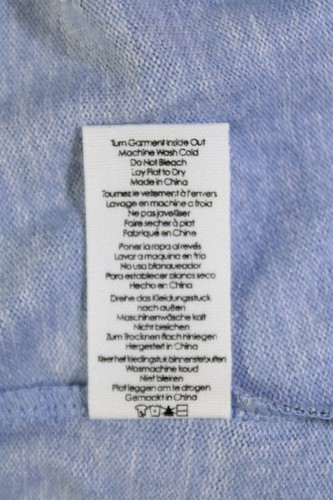 Turn Garment Inside Out
Machine Wash Cold
Do Not Bleach
Lay Flat to Dry
Made in China
Tournez le vetement à l'envers
Lavage en machine a froid
Ne pas javelliser
Faire secher à plat
Fabriqué en Chine
Poner la ropa al revés
Lavar a maquina en frio
No usa blanqueador
Para establecer planos seco
Hecho en China
Drehe das Kleidungsstuck
nach außen
Maschinenwäsche kalt
Nicht bleichen
Zum Trocknen flach hinlegen
Hergestellt in China
Keer het kledingstuk binnenstebuiten
Wasmachine koud
Niet bleken
Plat leggen om te drogen
Gemaakt in China